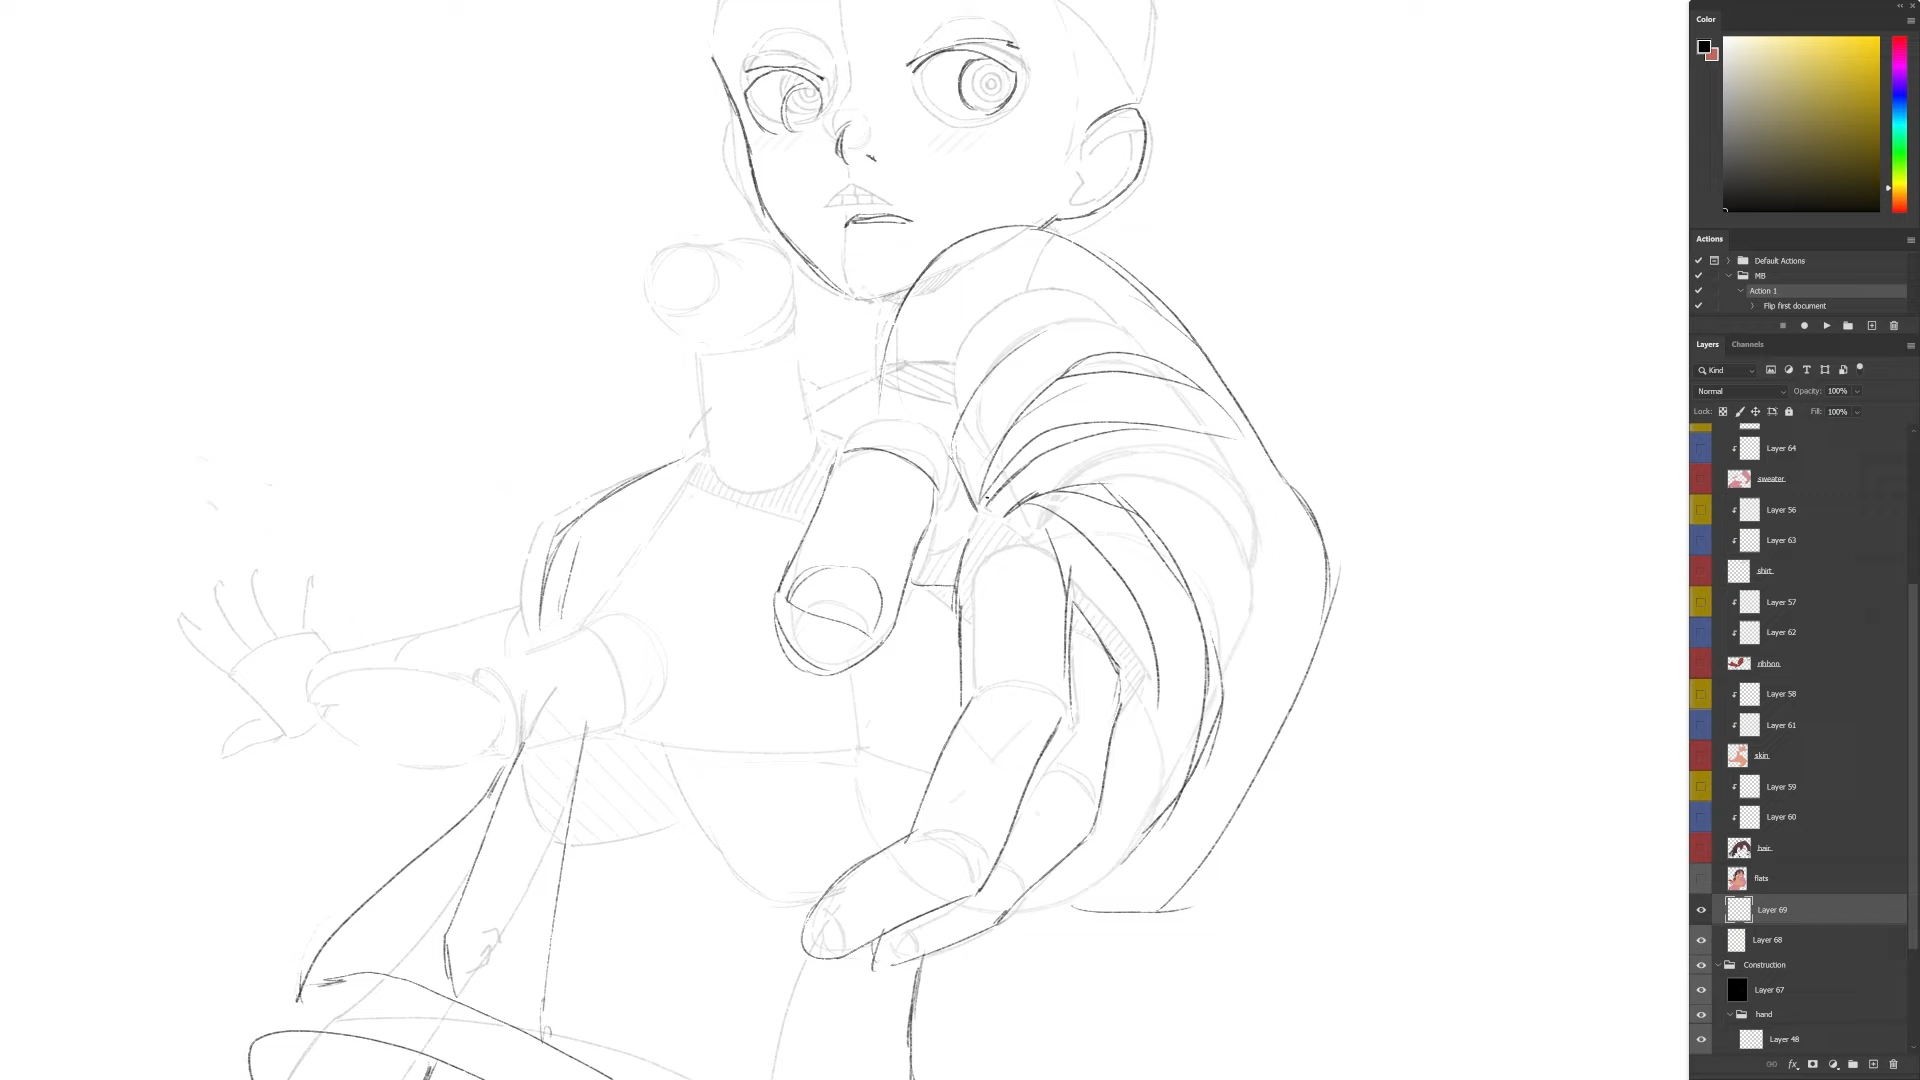 Color
Actions
Default Actions
MB
Action 1
Flip first document
Layers Channels
Kind
Normal Opacity: 100%
Lock: Fill: 100%
Layer 64
sweater
Layer 56
Layer 63
shirt
Layer 57
Layer 62
ribbon
Layer 58
Layer 61
skin
Layer 59
Layer 60
hair
flats
Layer 69
Layer 68
Construction
Layer 67
hand
Layer 48
fx